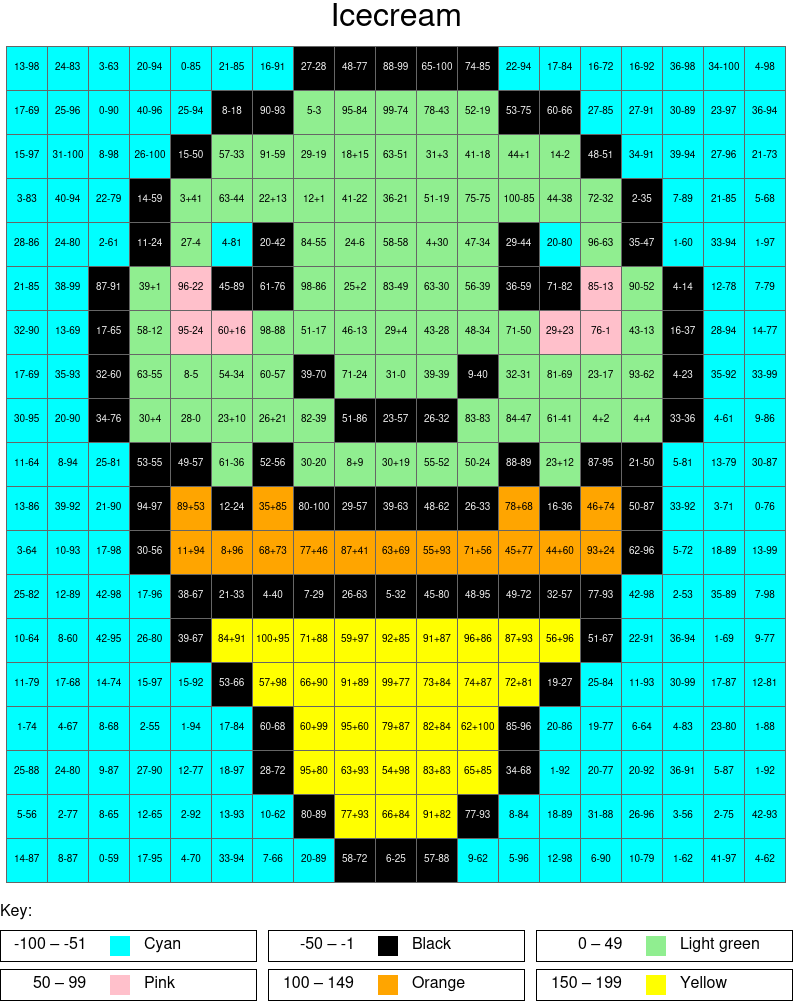 Icecream
13-98 24-83 3-63 20-94 0-85 21-85 16-91 27-28 48-77 88-99 65-100 74-85 22-94 17-84 16-72 16-92 36-98 34-100 4-98
17-69 25-96 0-90 40-96 25-94 8-18 90-93 5-3 95-84 99-74 78-43 52-19 53-75 60-66 27-85 27-91 30-89 23-97 36-94
15-97 31-100 8-98 26-100 15-50 57-33 91-59 29-19 18+15 63-51 31+3 41-18 44+1 14-2 48-51 34-91 39-94 27-96 21-73
3-83 40-94 22-79 14-59 3+41 63-44 22+13 12+1 41-22 36-21 51-19 75-75 100-85 44-38 72-32 2-35 7-89 21-85 5-68
28-86 24-80 2-61 11-24 27-4 4-81 20-42 84-55 24-6 58-58 4+30 47-34 29-44 20-80 96-63 35-47 1-60 33-94 1-97
21-85 38-99 87-91 39+1 96-22 45-89 61-76 98-86 25+2 83-49 63-30 56-39 36-59 71-82 85-13 90-52 4-14 12-78 7-79
32-90 13-69 17-65 58-12 95-24 60+16 98-88 51-17 46-13 29+4 43-28 48-34 71-50 29+23 76-1 43-13 16-37 28-94 14-77
17-69 35-93 32-60 63-55 8-5 54-34 60-57 39-70 71-24 31-0 39-39 9-40 32-31 81-69 23-17 93-62 4-23 35-92 33-99
30-95 20-90 34-76 30+4 28-0 23+10 26+21 82-39 51-86 23-57 26-32 83-83 84-47 61-41 4+2 4+4 33-36 4-61 9-86
11-64 8-94 25-81 53-55 49-57 61-36 52-56 30-20 8+9 30+19 55-52 50-24 88-89 23+12 87-95 21-50 5-81 13-79 30-87
13-86 39-92 21-90 94-97 89+53 12-24 35+85 80-100 29-57 39-63 48-62 26-33 78+68 16-36 46+74 50-87 33-92 3-71 0-76
3-64 10-93 17-98 30-56 11+94 8+96 68+73 77+46 87+41 63+69 55+93 71+56 45+77 44+60 93+24 62-96 5-72 18-89 13-99
25-82 12-89 42-98 17-96 38-67 21-33 4-40 7-29 26-63 5-32 45-80 48-95 49-72 32-57 77-93 42-98 2-53 35-89 7-98
10-64 8-60 42-95 26-80 39-67 84+91 100+95 71+88 59+97 92+85 91+87 96+86 87+93 56+96 51-67 22-91 36-94 1-69 9-77
11-79 17-68 14-74 15-97 15-92 53-66 57+98 66+90 91+89 99+77 73+84 74+87 72+81 19-27 25-84 11-93 30-99 17-87 12-81
1-74 4-67 8-68 2-55 1-94 17-84 60-68 60+99 95+60 79+87 82+84 62+100 85-96 20-86 19-77 6-64 4-83 23-80 1-88
25-88 24-80 9-87 27-90 12-77 18-97 28-72 95+80 63+93 54+98 83+83 65+85 34-68 1-92 20-77 20-92 36-91 5-87 1-92
5-56 2-77 8-65 12-65 2-92 13-93 10-62 80-89 77+93 66+84 91+82 77-93 8-84 18-89 31-88 26-96 3-56 2-75 42-93
14-87 8-87 0-59 17-95 4-70 33-94 7-66 20-89 58-72 6-25 57-88 9-62 5-96 12-98 6-90 10-79 1-62 41-97 4-62
Key:
-100 – -51 Cyan -50 – -1 Black 0 – 49 Light green
50 – 99 Pink 100 – 149 Orange 150 – 199 Yellow